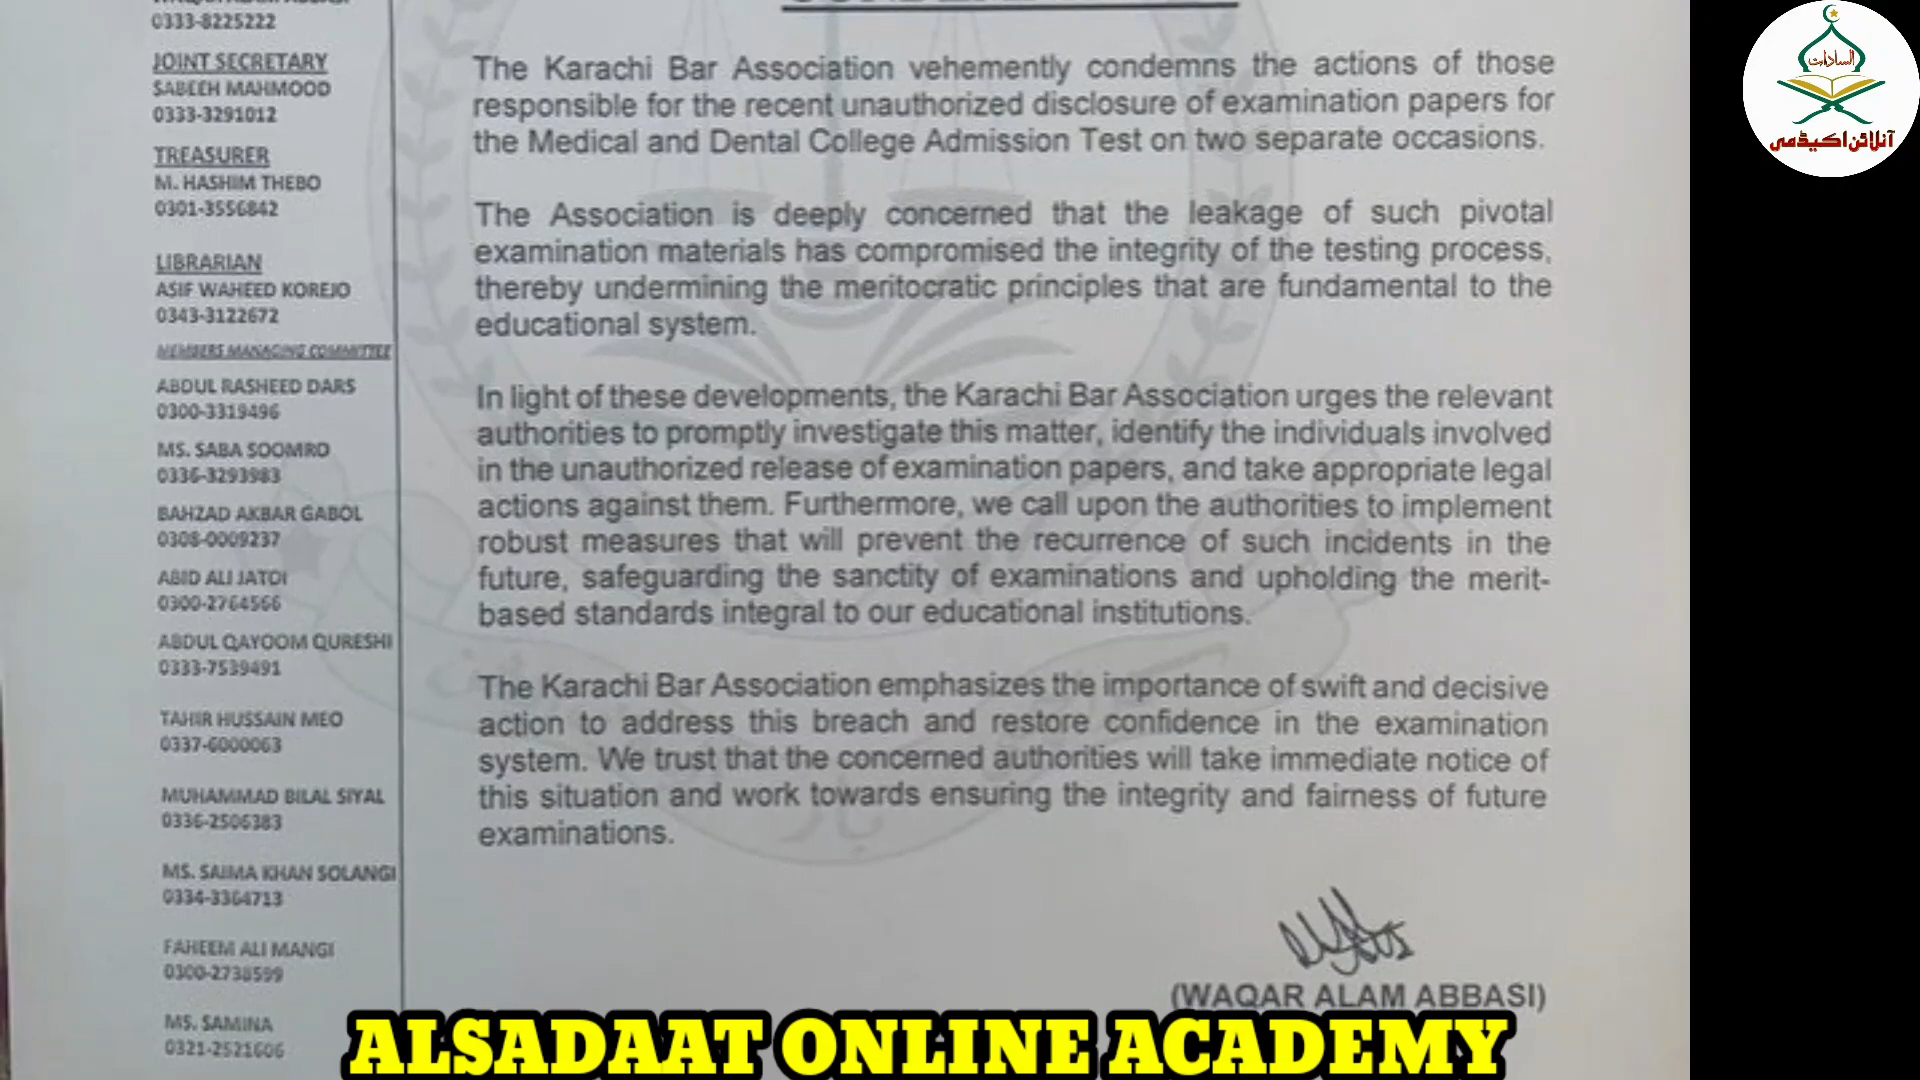 0333-8225222
JOINT SECRETARY
SABEEH MAHMOOD
0333-3291012
TREASURER
M. HASHIM THEBO
0301-3556842
LIBRARIAN
ASIF WAHEED KOREJO
0343-3122672
MEMBERS MANAGING COMMITTEE
ABDUL RASHEED DARS
0300-3319496
MS. SABA SOOMRO
0336-3293983
BAHZAD AKBAR GABOL
0308-0009237
ABID ALI JATOI
0300-2764566
ABDUL QAYOOM QURESHI
0333-7539491
TAHIR HUSSAIN MEO
0337-6000063
MUHAMMAD BILAL SIYAL
0336-2506383
MS. SAIMA KHAN SOLANGI
0334-3364713
FAHEEM ALI MANGI
0300-2738599
MS. SAMINA
0321-2521606
The Karachi Bar Association vehemently condemns the actions of those
responsible for the recent unauthorized disclosure of examination papers for
the Medical and Dental College Admission Test on two separate occasions.
The Association is deeply concerned that the leakage of such pivotal
examination materials has compromised the integrity of the testing process,
thereby undermining the meritocratic principles that are fundamental to the
educational system.
In light of these developments, the Karachi Bar Association urges the relevant
authorities to promptly investigate this matter, identify the individuals involved
in the unauthorized release of examination papers, and take appropriate legal
actions against them. Furthermore, we call upon the authorities to implement
robust measures that will prevent the recurrence of such incidents in the
future, safeguarding the sanctity of examinations and upholding the merit-
based standards integral to our educational institutions.
The Karachi Bar Association emphasizes the importance of swift and decisive
action to address this breach and restore confidence in the examination
system. We trust that the concerned authorities will take immediate notice of
this situation and work towards ensuring the integrity and fairness of future
examinations.
(WAQAR ALAM ABBASI)
السادات
آنلائن اکیڈمی
ALSADAAT ONLINE ACADEMY